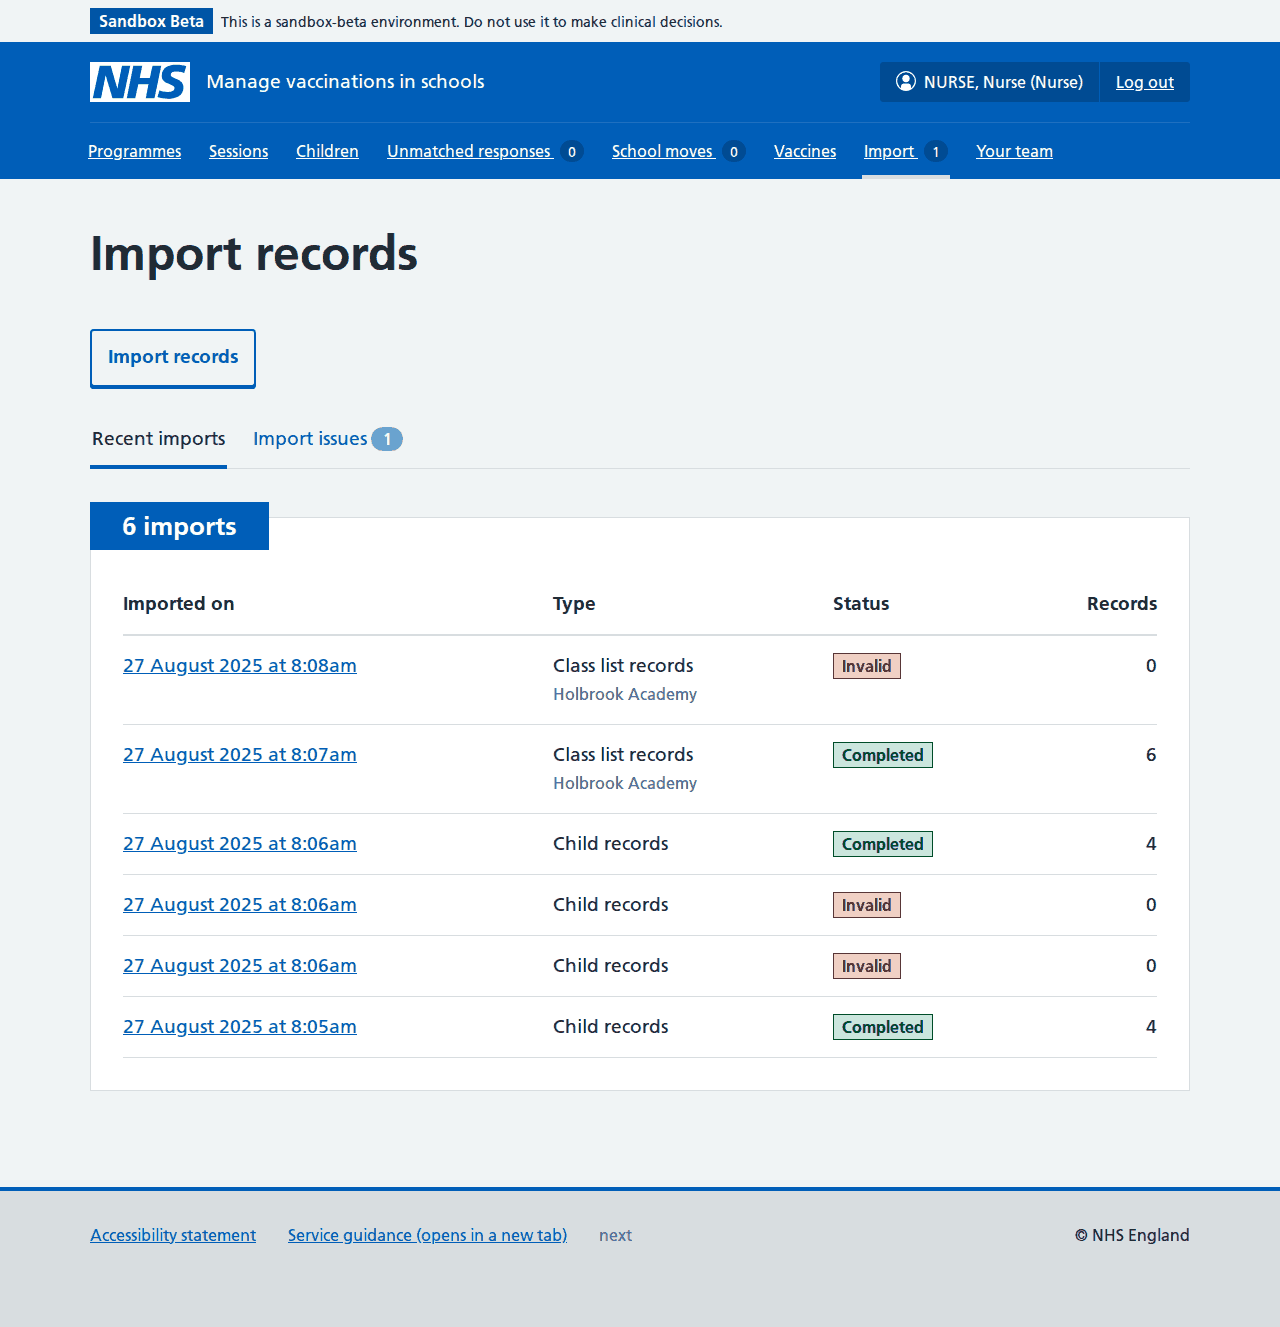 Sandbox Beta This is a sandbox-beta environment. Do not use it to make clinical decisions.
NHS Manage vaccinations in schools NURSE, Nurse (Nurse) Log out
Programmes Sessions Children Unmatched responses 0 School moves 0 Vaccines Import 1 Your team
Import records
Import records
Recent imports Import issues 1
6 imports
Imported on Type Status Records
27 August 2025 at 8:08am Class list records Invalid 0
Holbrook Academy
27 August 2025 at 8:07am Class list records Completed 6
Holbrook Academy
27 August 2025 at 8:06am Child records Completed 4
27 August 2025 at 8:06am Child records Invalid 0
27 August 2025 at 8:06am Child records Invalid 0
27 August 2025 at 8:05am Child records Completed 4
Accessibility statement Service guidance (opens in a new tab) next © NHS England